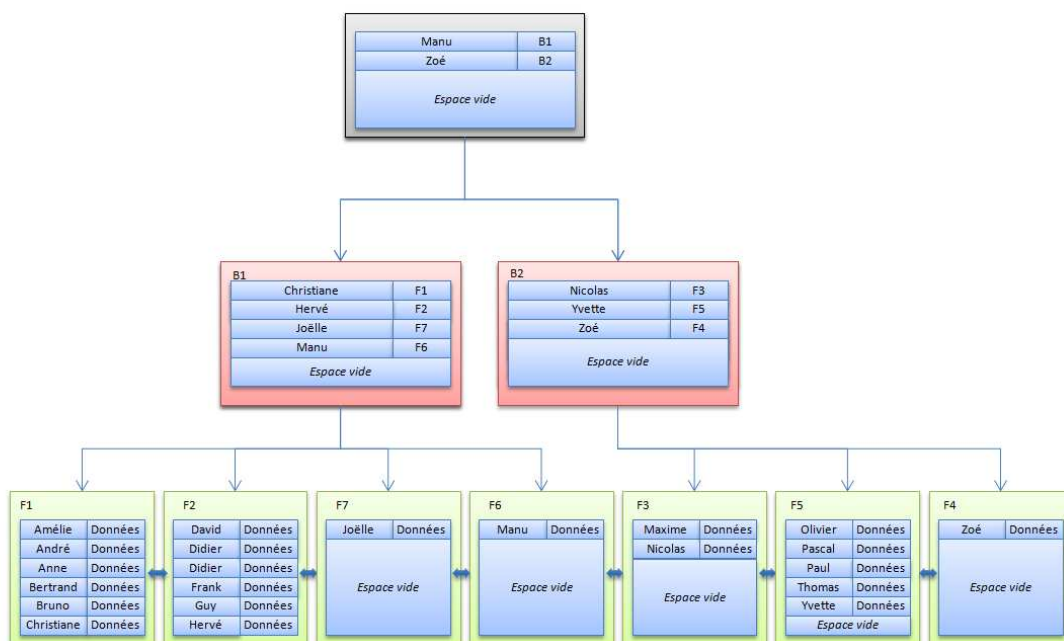 Manu B1
Zoé B2
Espace vide
B1
Christiane F1
Hervé F2
Joëlle F7
Manu F6
Espace vide
B2
Nicolas F3
Yvette F5
Zoé F4
Espace vide
F1
Amélie Données
André Données
Anne Données
Bertrand Données
Bruno Données
Christiane Données
F2
David Données
Didier Données
Didier Données
Frank Données
Guy Données
Hervé Données
F7
Joëlle Données
Espace vide
F6
Manu Données
Espace vide
F3
Maxime Données
Nicolas Données
Espace vide
F5
Olivier Données
Pascal Données
Paul Données
Thomas Données
Yvette Données
Espace vide
F4
Zoé Données
Espace vide